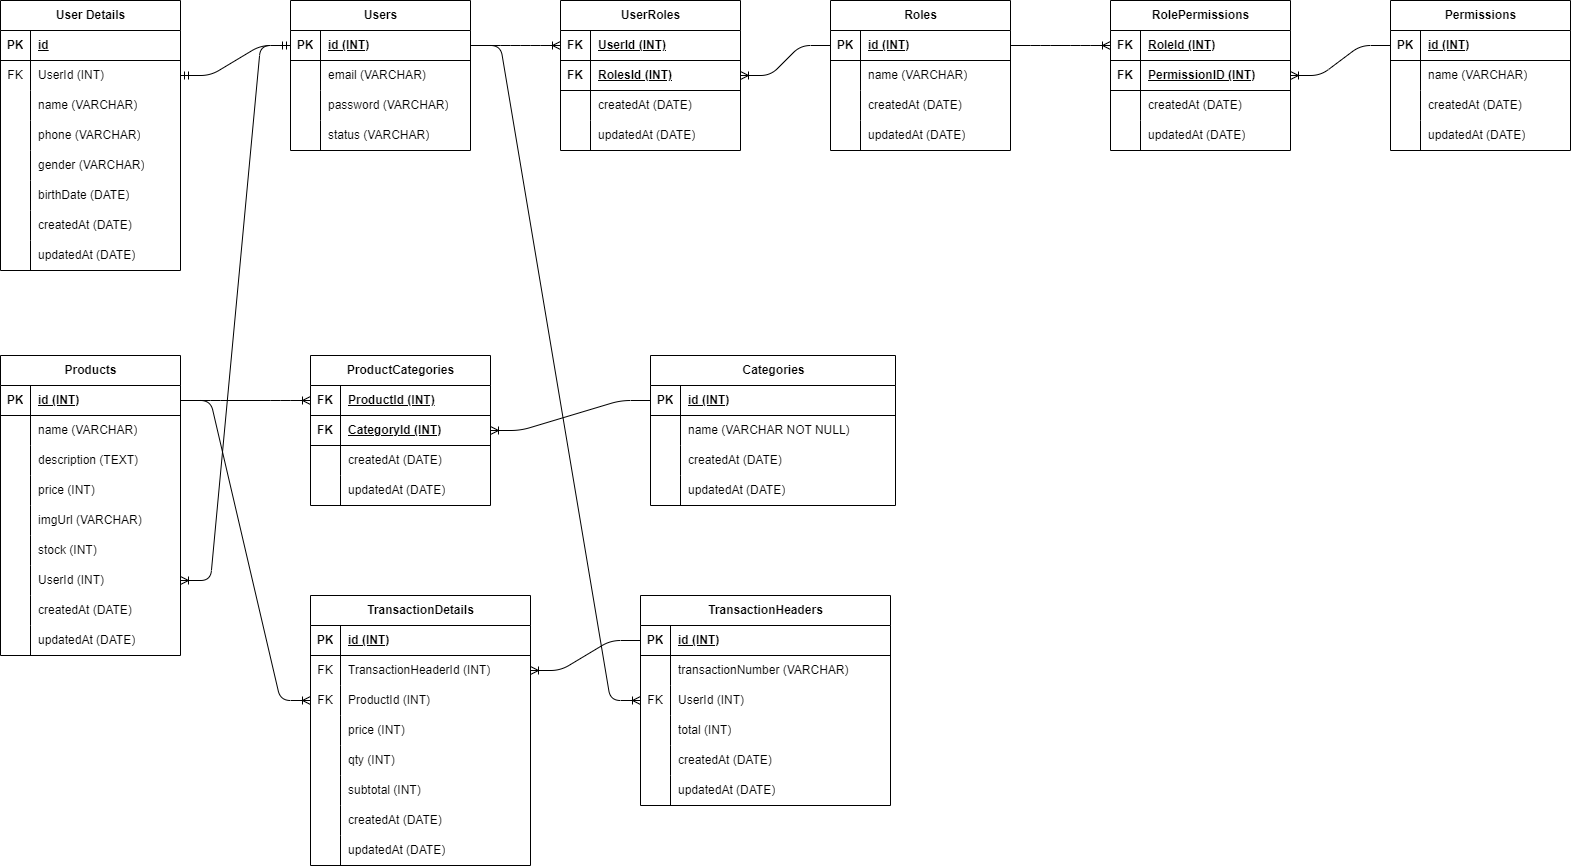 User Details
PK id
FK UserId (INT)
name (VARCHAR)
phone (VARCHAR)
gender (VARCHAR)
birthDate (DATE)
createdAt (DATE)
updatedAt (DATE)
Users
PK id (INT)
email (VARCHAR)
password (VARCHAR)
status (VARCHAR)
UserRoles
FK UserId (INT)
FK RolesId (INT)
createdAt (DATE)
updatedAt (DATE)
Roles
PK id (INT)
name (VARCHAR)
createdAt (DATE)
updatedAt (DATE)
RolePermissions
FK RoleId (INT)
FK PermissionID (INT)
createdAt (DATE)
updatedAt (DATE)
Permissions
PK id (INT)
name (VARCHAR)
createdAt (DATE)
updatedAt (DATE)
Products
PK id (INT)
name (VARCHAR)
description (TEXT)
price (INT)
imgUrl (VARCHAR)
stock (INT)
UserId (INT)
createdAt (DATE)
updatedAt (DATE)
ProductCategories
FK ProductId (INT)
FK CategoryId (INT)
createdAt (DATE)
updatedAt (DATE)
Categories
PK id (INT)
name (VARCHAR NOT NULL)
createdAt (DATE)
updatedAt (DATE)
TransactionDetails
PK id (INT)
FK TransactionHeaderId (INT)
FK ProductId (INT)
price (INT)
qty (INT)
subtotal (INT)
createdAt (DATE)
updatedAt (DATE)
TransactionHeaders
PK id (INT)
transactionNumber (VARCHAR)
FK UserId (INT)
total (INT)
createdAt (DATE)
updatedAt (DATE)